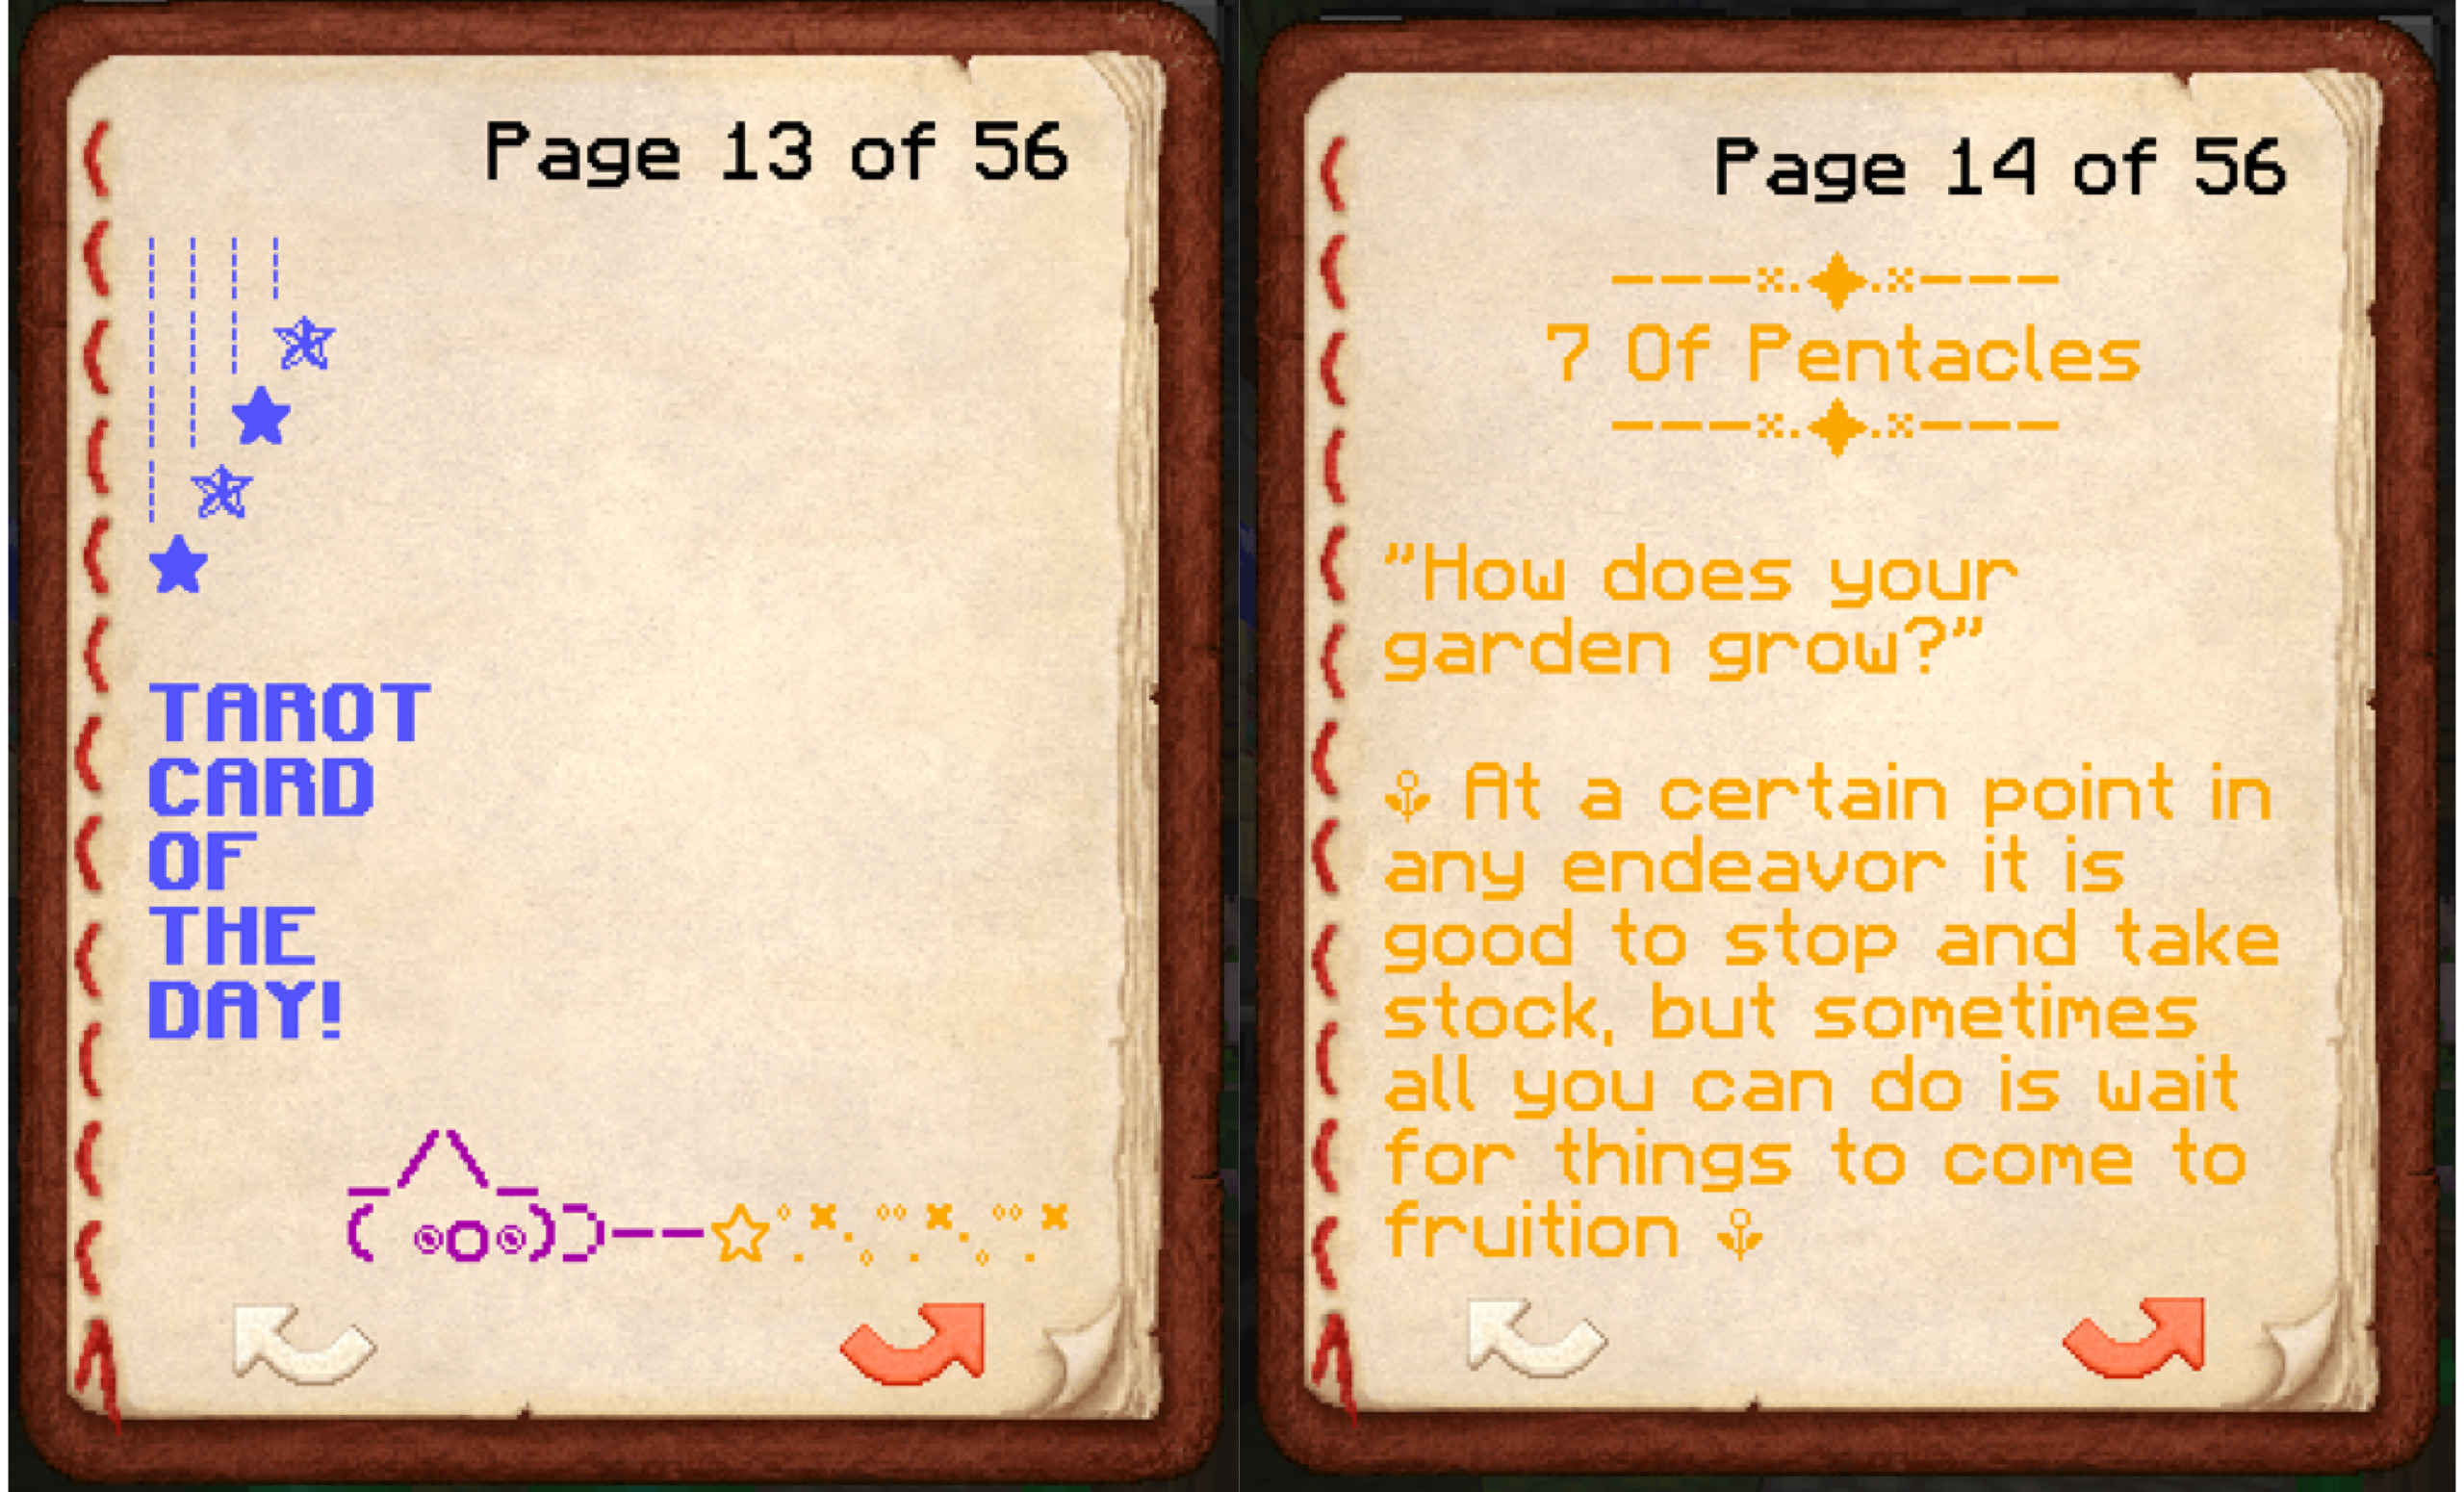 Page 13 of 56
TAROT
CARD
OF
THE
DAY!
Page 14 of 56
7 Of Pentacles
"How does your
garden grow?"
At a certain point in
any endeavor it is
good to stop and take
stock, but sometimes
all you can do is wait
for things to come to
fruition